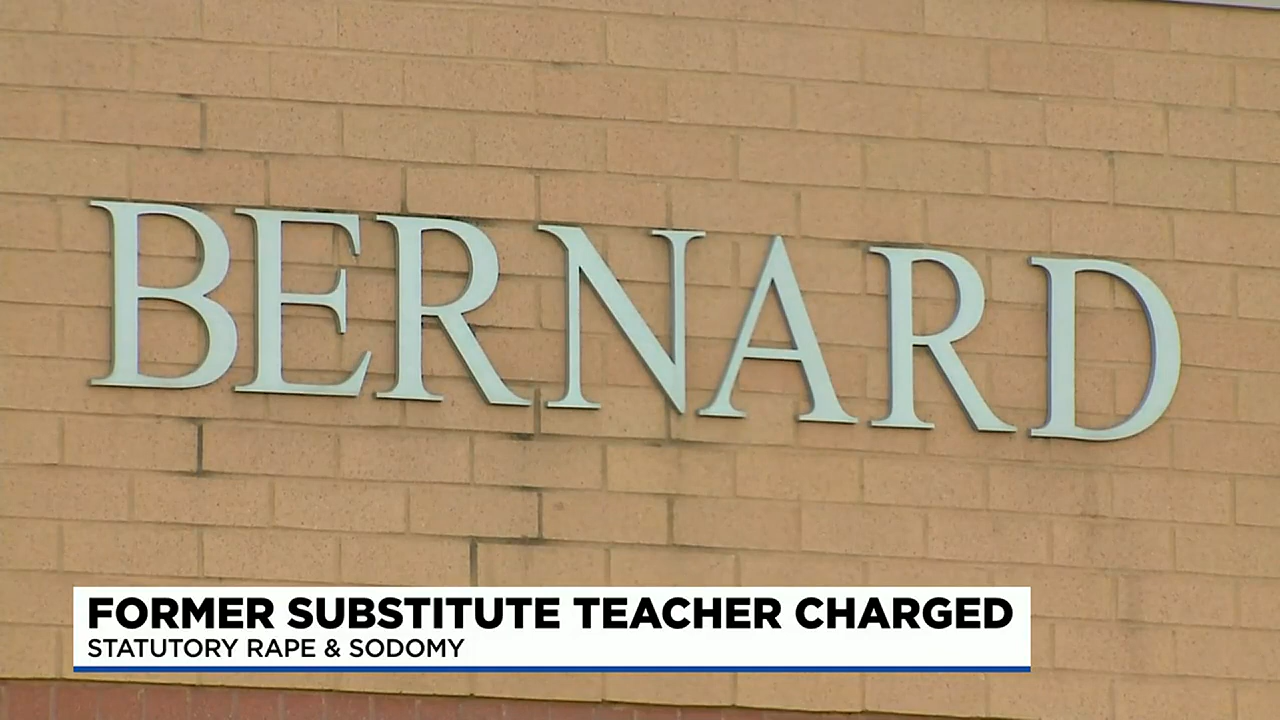 BERNARD
FORMER SUBSTITUTE TEACHER CHARGED
STATUTORY RAPE & SODOMY